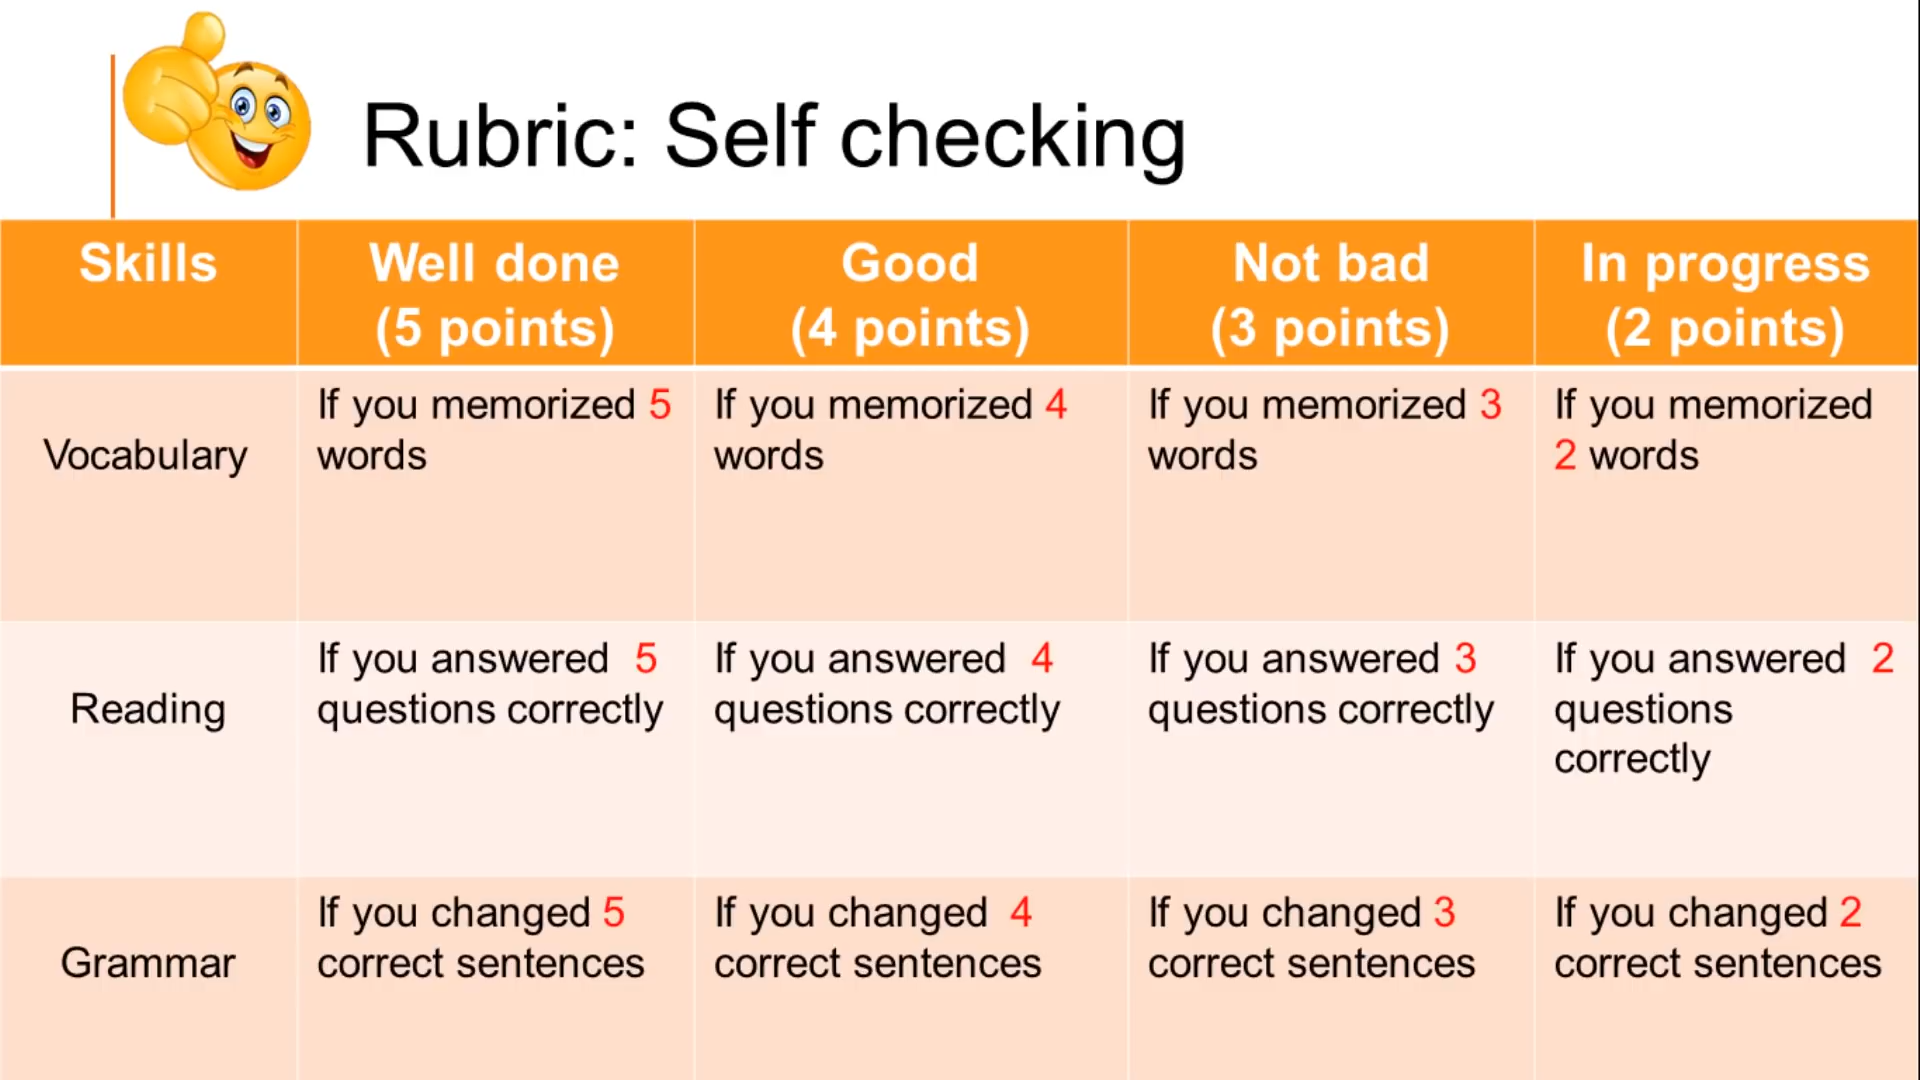 Rubric: Self checking
Skills
Well done
(5 points)
Good
(4 points)
Not bad
(3 points)
In progress
(2 points)
Vocabulary
If you memorized 5
words
If you memorized 4
words
If you memorized 3
words
If you memorized
2 words
Reading
If you answered 5
questions correctly
If you answered 4
questions correctly
If you answered 3
questions correctly
If you answered 2
questions
correctly
Grammar
If you changed 5
correct sentences
If you changed 4
correct sentences
If you changed 3
correct sentences
If you changed 2
correct sentences